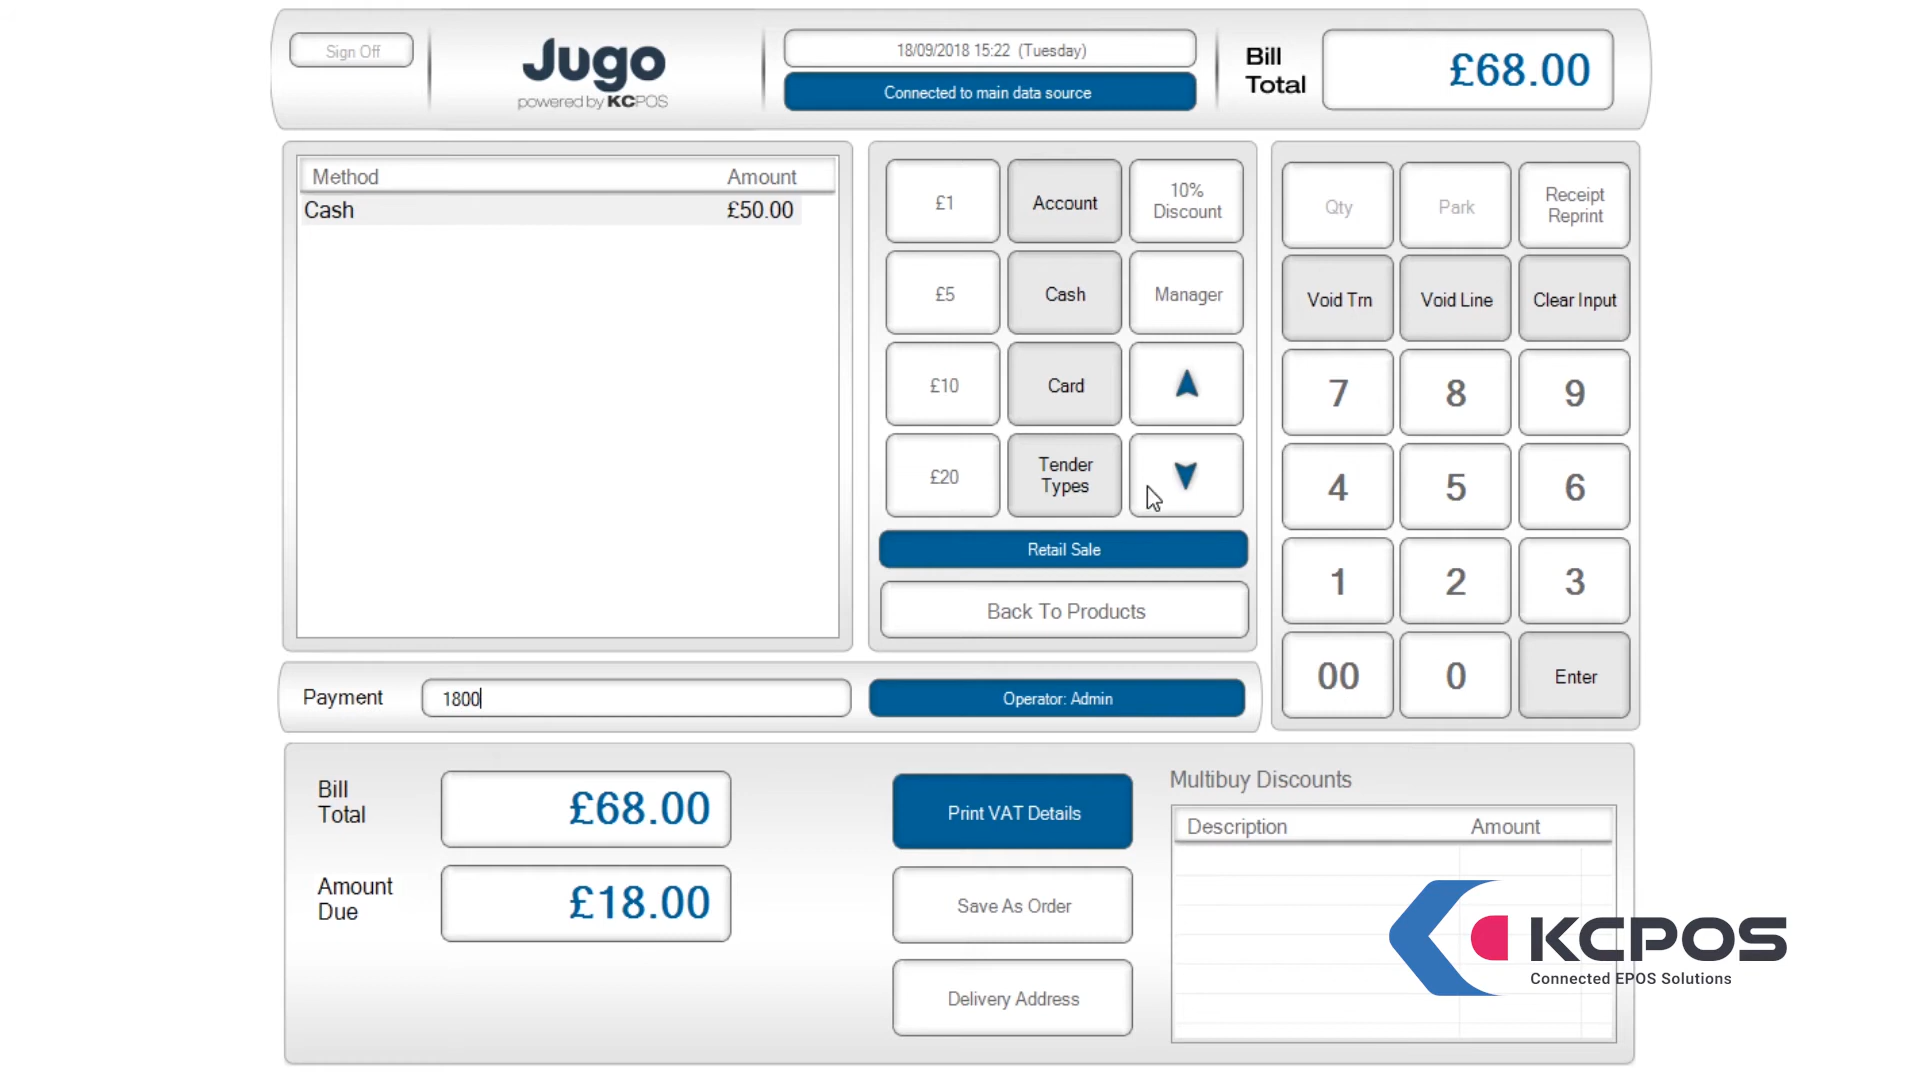 Sign Off
Jugo
powered by KCPOS
18/09/2018 15:22 (Tuesday)
Connected to main data source
Bill
Total
£68.00
Method Amount
Cash £50.00
£1
Account
10%
Discount
£5
Cash
Manager
£10
Card
£20
Tender
Types
Retail Sale
Back To Products
Qty
Park
Receipt
Reprint
Void Trn
Void Line
Clear Input
7
8
9
4
5
6
1
2
3
00
0
Enter
Payment
1800
Operator: Admin
Bill
Total
£68.00
Amount
Due
£18.00
Print VAT Details
Save As Order
Delivery Address
Multibuy Discounts
Description Amount
KCPOS
Connected EPOS Solutions